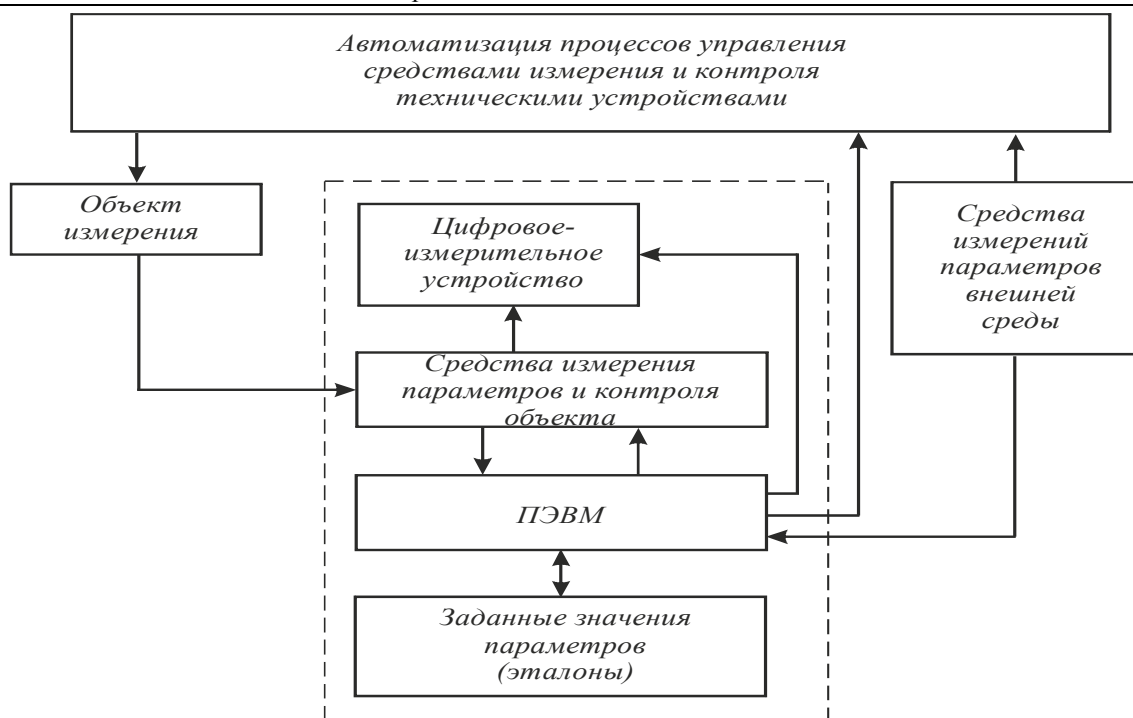 Автоматизация процессов управления
средствами измерения и контроля
техническими устройствами
Объект
измерения
Цифровое-
измерительное
устройство
Средства
измерений
параметров
внешней
среды
Средства измерения
параметров и контроля
объекта
ПЭВМ
Заданные значения
параметров
(эталоны)